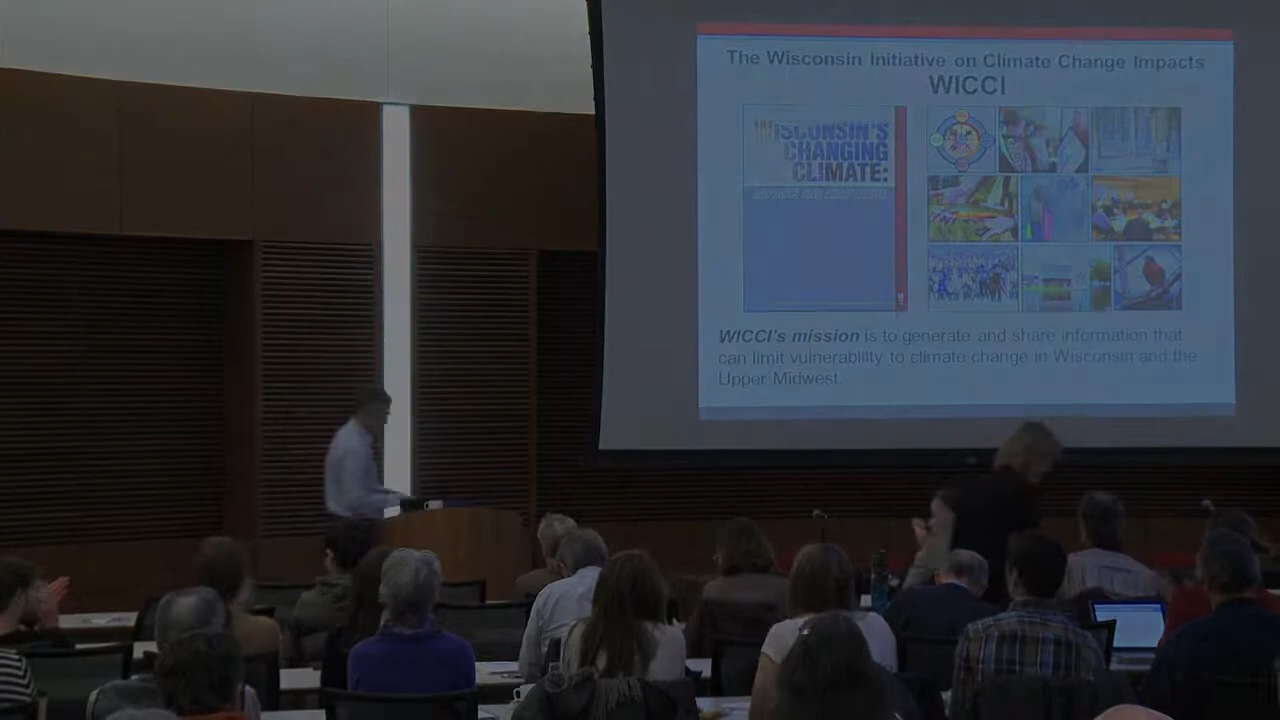 The Wisconsin Initiative on Climate Change Impacts
WICCI
WISCONSIN'S
CHANGING
CLIMATE:
WICCI's mission is to generate and share information that
can limit vulnerability to climate change in Wisconsin and the
Upper Midwest.